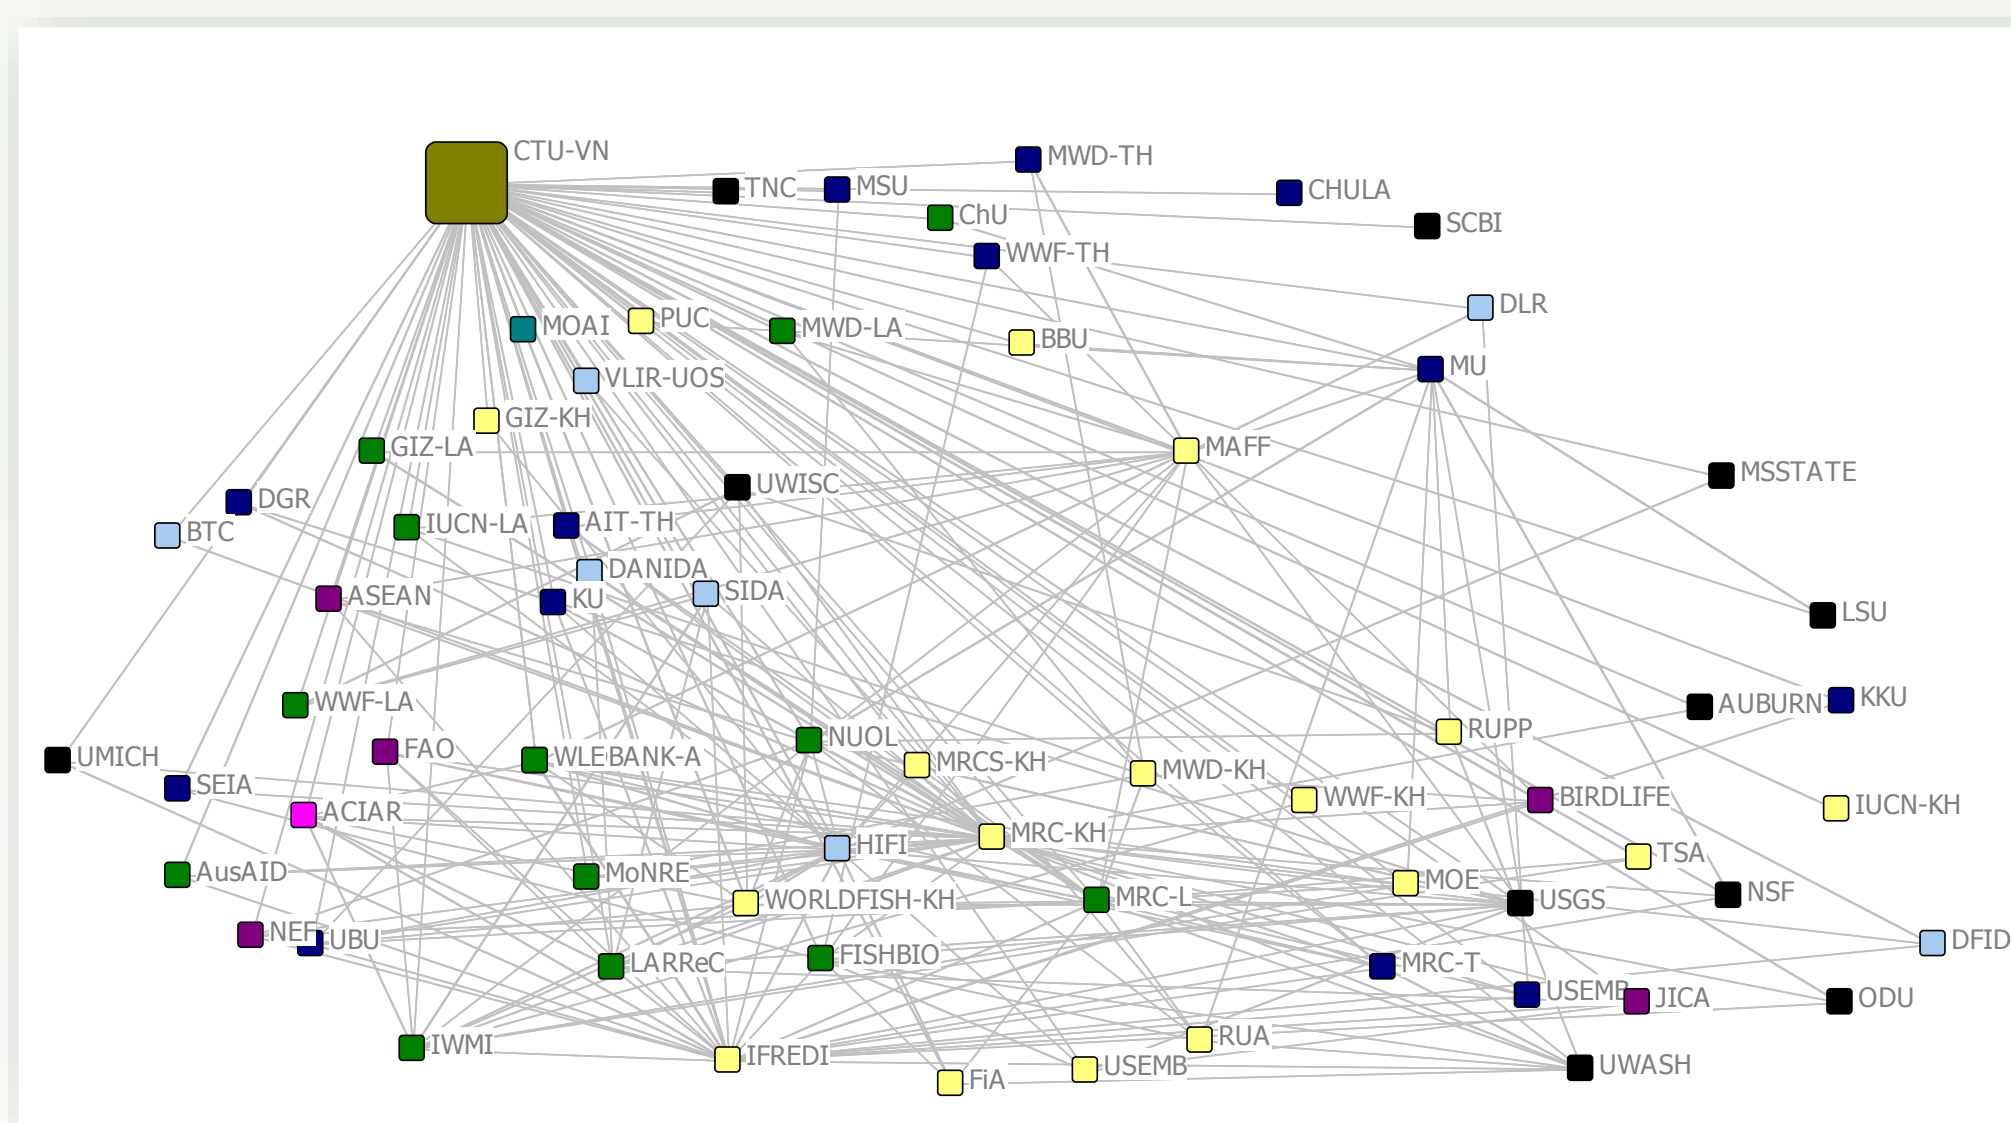 CTU-VN
MWD-TH
TNC
MSU
CHULA
ChU
SCBI
WWF-TH
DLR
MOAI
PUC
MWD-LA
BBU
MU
VLIR-UOS
GIZ-KH
GIZ-LA
MAFF
UWISC
MSSTATE
DGR
BTC
IUCN-LA
AIT-TH
DANIDA
SIDA
ASEAN
KU
LSU
WWF-LA
AUBURN
KKU
RUPP
NUOL
FAO
WLE
BANK-A
MRCS-KH
MWD-KH
UMICH
SEIA
WWF-KH
BIRDLIFE
IUCN-KH
ACIAR
HIFI
MRC-KH
TSA
AusAID
MoNRE
MOE
WORLDFISH-KH
MRC-L
USGS
NSF
NEF
UBU
DFID
LARReC
FISHBIO
MRC-T
USEMB
JICA
ODU
IWMI
IFREDI
RUA
USEMB
FiA
UWASH